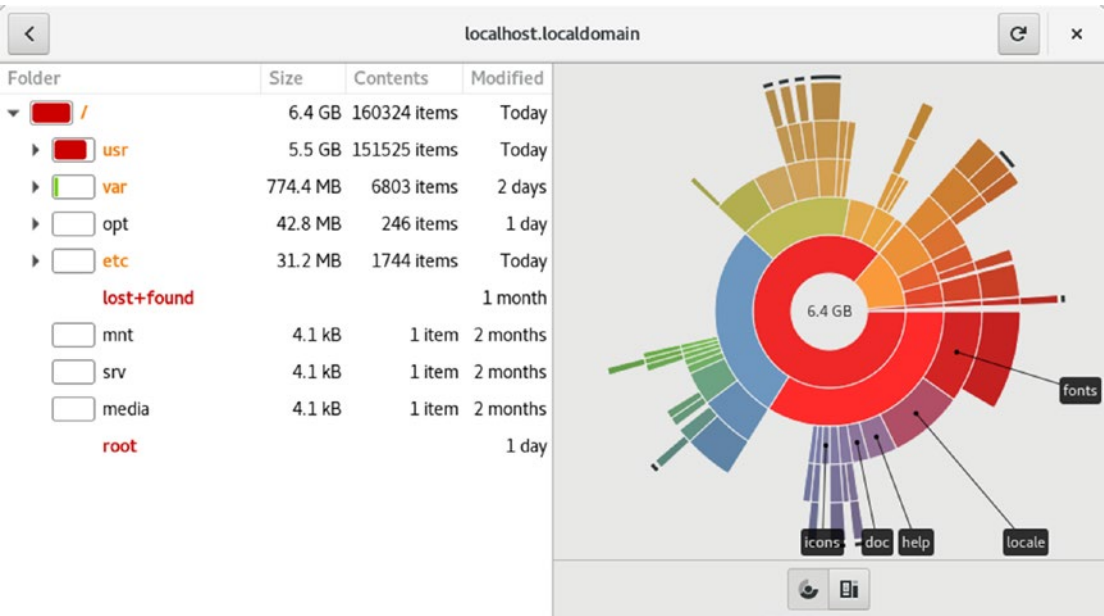 localhost.localdomain
Folder Size Contents Modified
/ 6.4 GB 160324 items Today
usr 5.5 GB 151525 items Today
var 774.4 MB 6803 items 2 days
opt 42.8 MB 246 items 1 day
etc 31.2 MB 1744 items Today
lost+found 1 month
mnt 4.1 kB 1 item 2 months
srv 4.1 kB 1 item 2 months
media 4.1 kB 1 item 2 months
root 1 day
6.4 GB
fonts
icons doc help locale